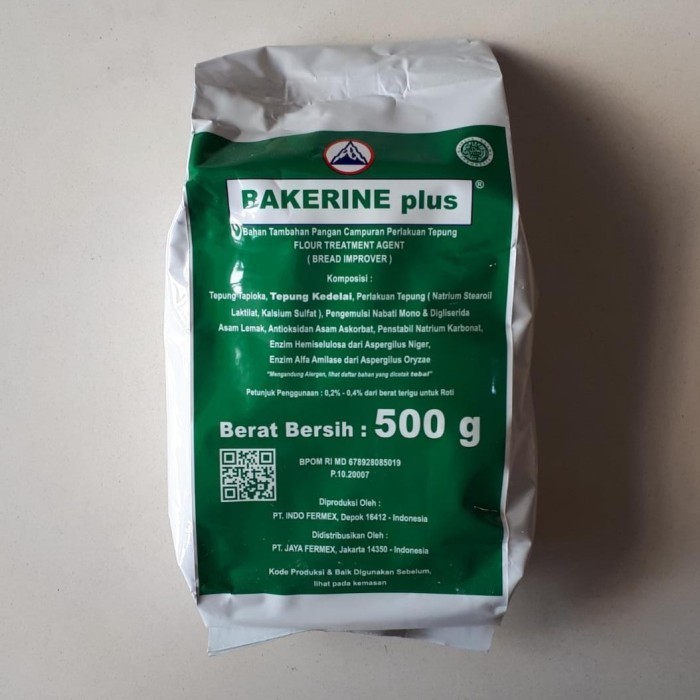 BAKERINE plus ®
Bahan Tambahan Pangan Campuran Perlakuan Tepung
FLOUR TREATMENT AGENT
( BREAD IMPROVER )
Komposisi :
Tepung Tapioka, Tepung Kedelai, Perlakuan Tepung ( Natrium Stearoil
Laktilat, Kalsium Sulfat ), Pengemulsi Nabati Mono & Digliserida
Asam Lemak, Antioksidan Asam Askorbat, Penstabil Natrium Karbonat,
Enzim Hemiselulosa dari Aspergilus Niger,
Enzim Alfa Amilase dari Aspergilus Oryzae
"Mengandung Alergen, lihat daftar bahan yang dicetak tebal"
Petunjuk Penggunaan : 0,2% - 0,4% dari berat terigu untuk Roti
Berat Bersih : 500 g
BPOM RI MD 678928085019
P.10.20007
Diproduksi Oleh :
PT. INDO FERMEX, Depok 16412 - Indonesia
Didistribusikan Oleh :
PT. JAYA FERMEX, Jakarta 14350 - Indonesia
Kode Produksi & Baik Digunakan Sebelum,
lihat pada kemasan